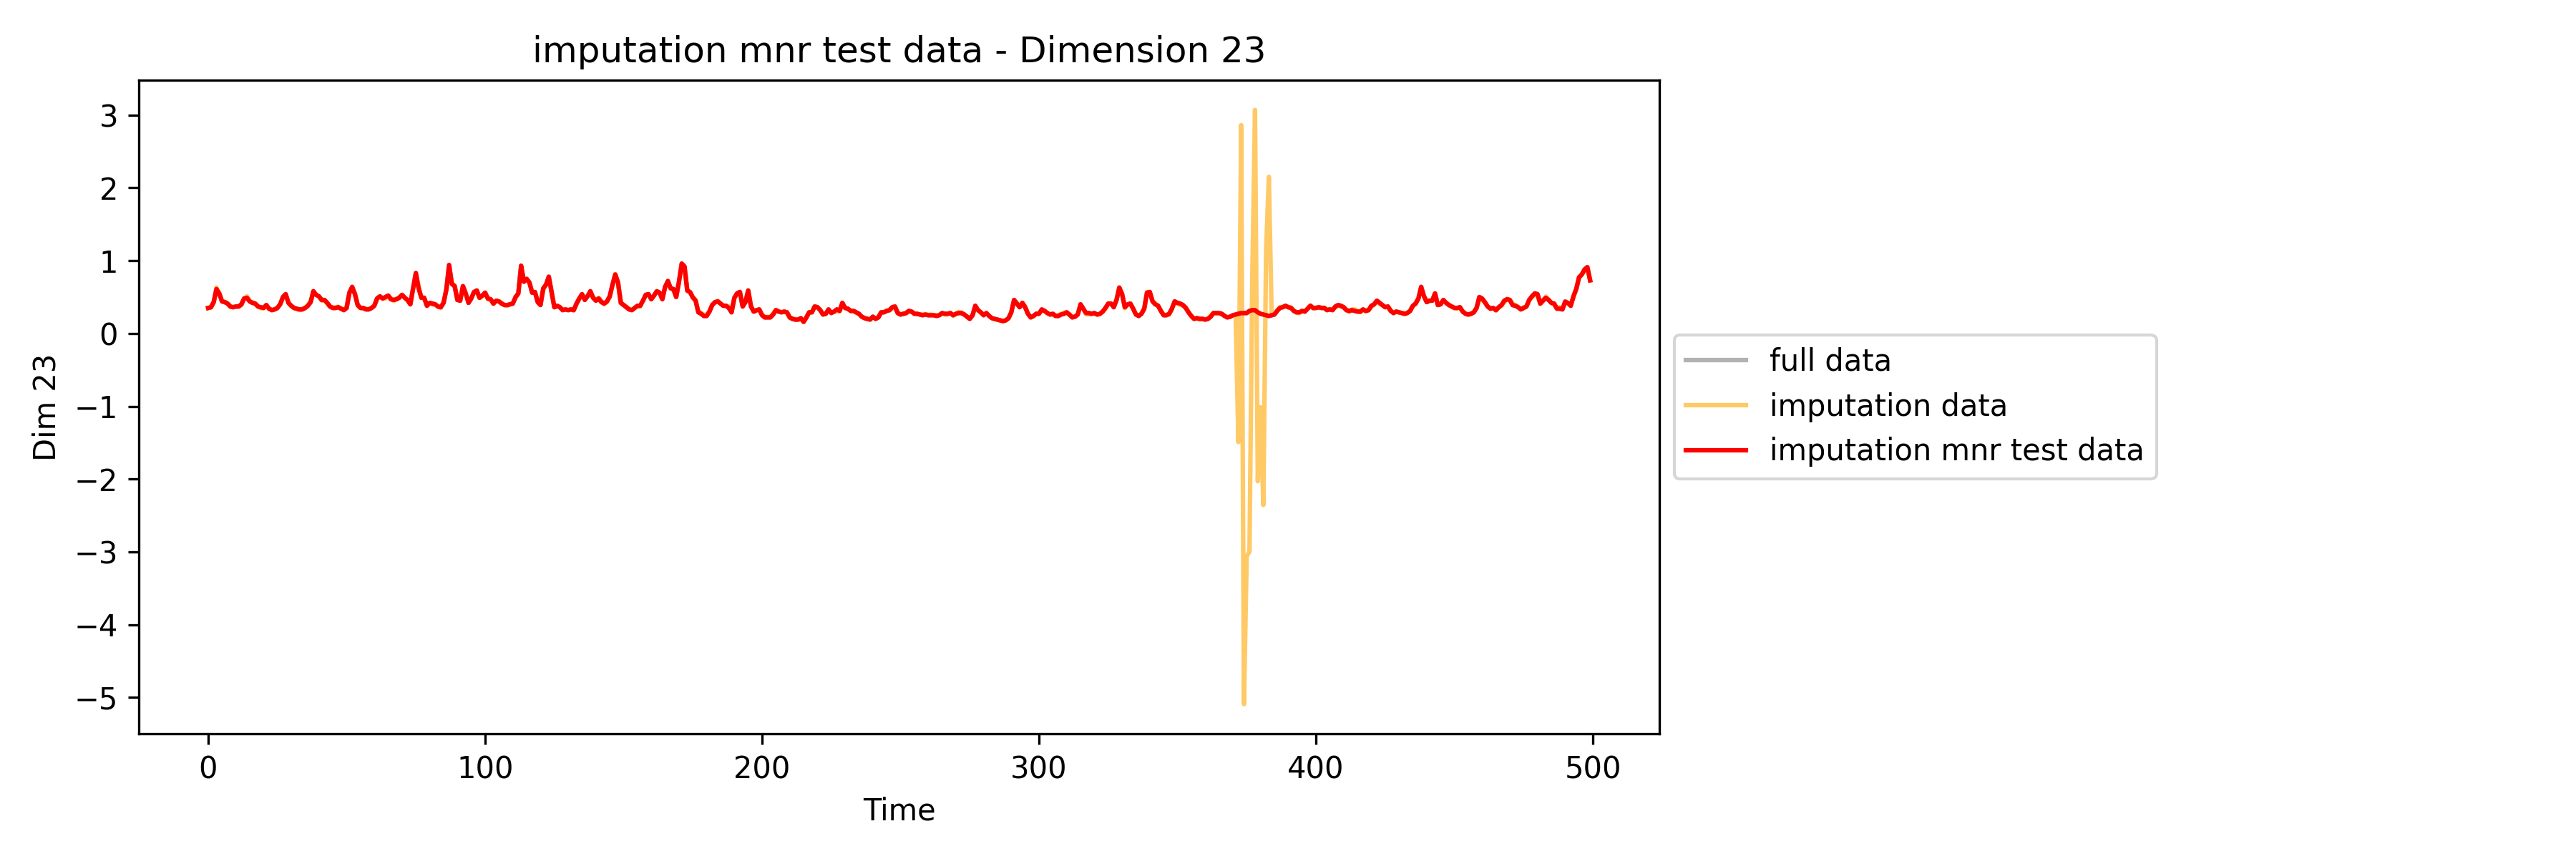 imputation mnr test data - Dimension 23
3
2
1
0
−1
−2
−3
−4
−5
Dim 23
0 100 200 300 400 500
Time
full data
imputation data
imputation mnr test data